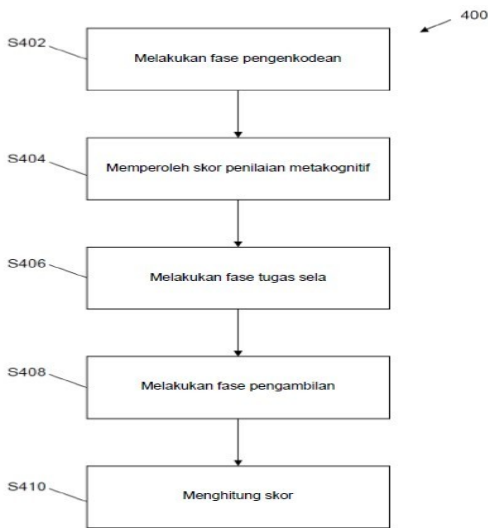 400
S402
Melakukan fase pengenkodean
S404
Memperoleh skor penilaian metakognitif
S406
Melakukan fase tugas sela
S408
Melakukan fase pengambilan
S410
Menghitung skor